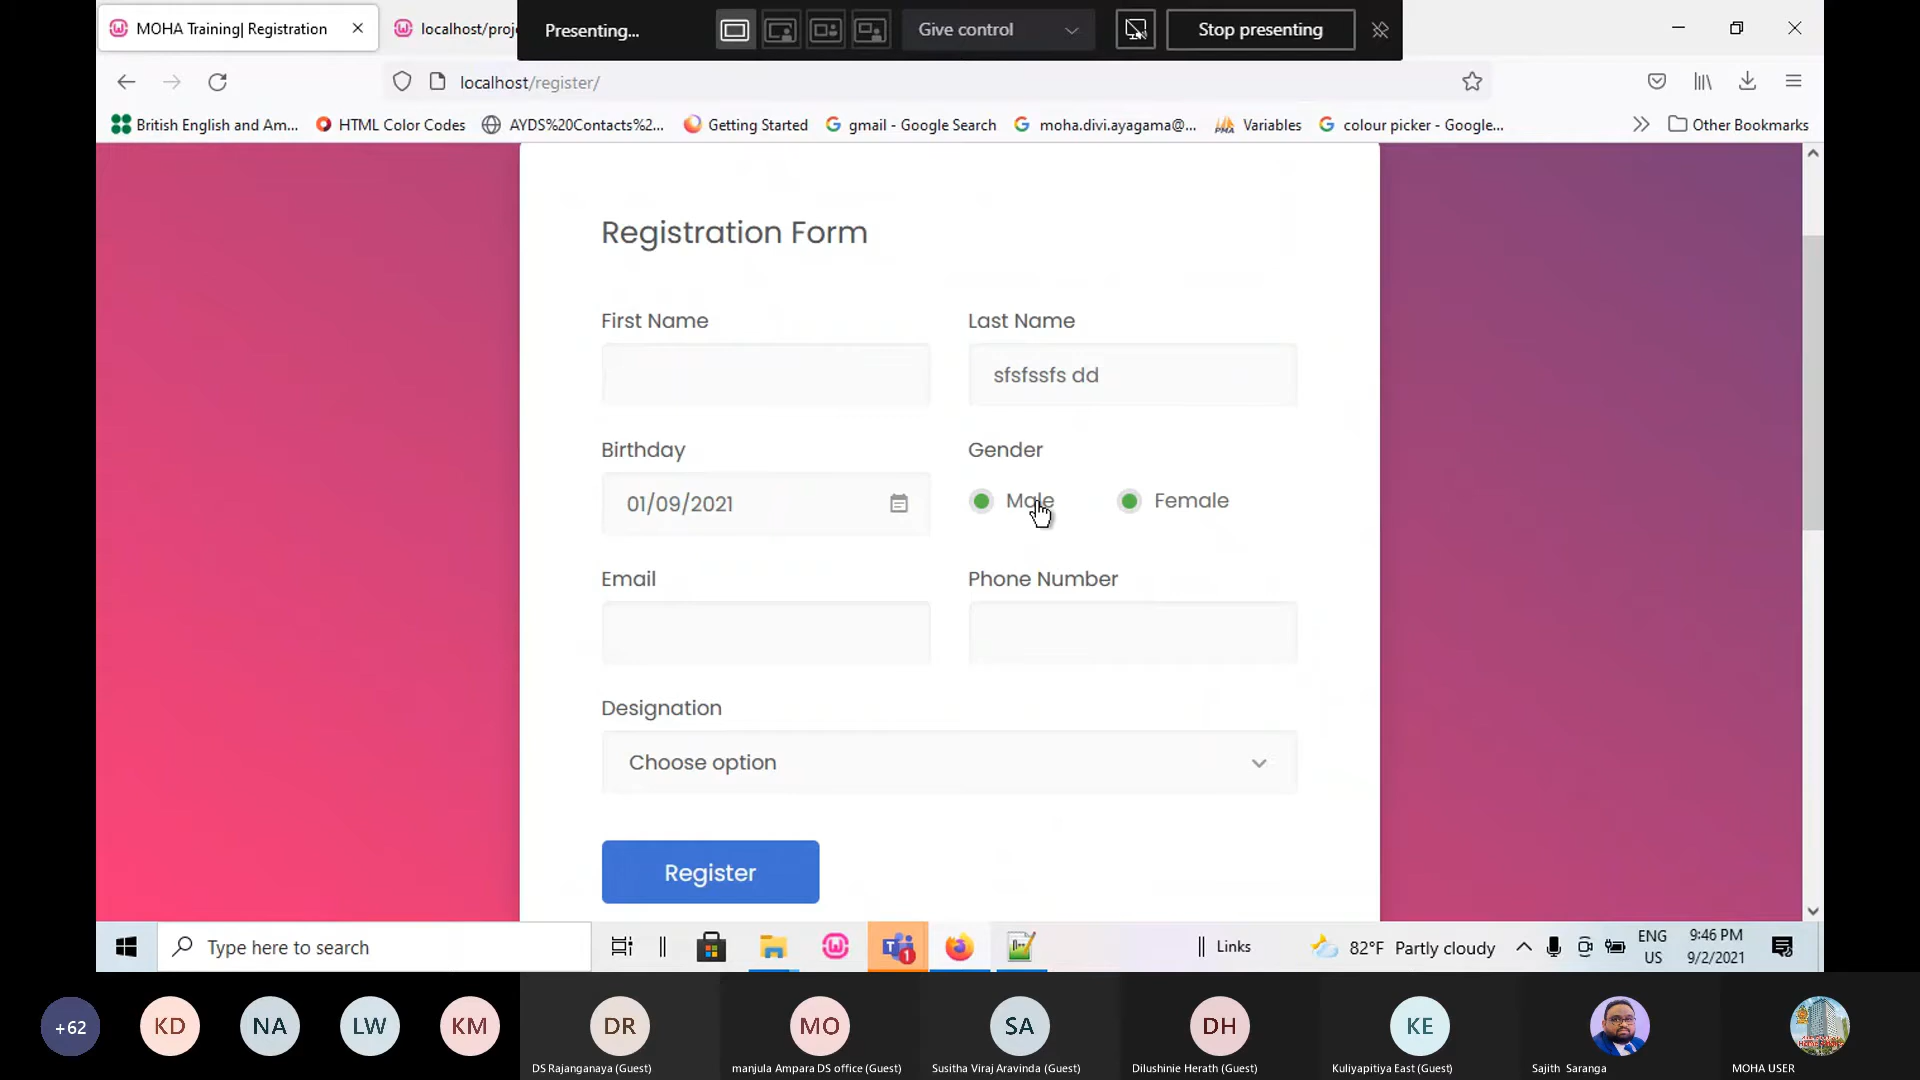 MOHA Training| Registration
localhost/proje
Presenting...
Give control
Stop presenting
localhost/register/
British English and Am...
HTML Color Codes
AYDS%20Contacts%2...
Getting Started
gmail - Google Search
moha.divi.ayagama@...
Variables
colour picker - Google...
Other Bookmarks
Registration Form
First Name
Last Name
sfsfssfs dd
Birthday
Gender
01/09/2021
Male
Female
Email
Phone Number
Designation
Choose option
Register
Type here to search
Links
82°F Partly cloudy
ENG
US
9:46 PM
9/2/2021
1
+62
KD
NA
LW
KM
DR
MO
SA
DH
KE
DS Rajanganaya (Guest)
manjula Ampara DS office (Guest)
Susitha Viraj Aravinda (Guest)
Dilushinie Herath (Guest)
Kuliyapitiya East (Guest)
Sajith Saranga
MOHA USER